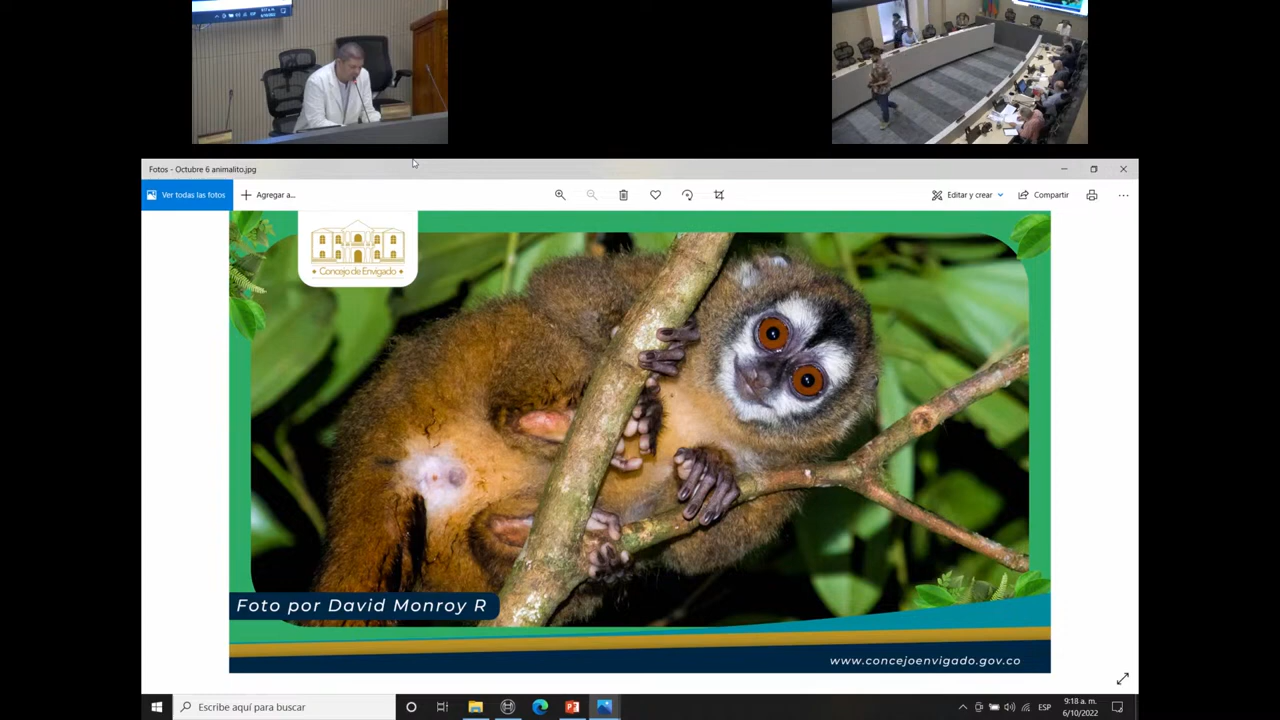 Fotos - Octubre 6 animalito.jpg
Ver todas las fotos
Agregar a...
Editar y crear
Compartir
Concejo de Envigado
Foto por David Monroy R
www.concejoenvigado.gov.co
Escribe aquí para buscar
ESP
9:18 a. m.
6/10/2022